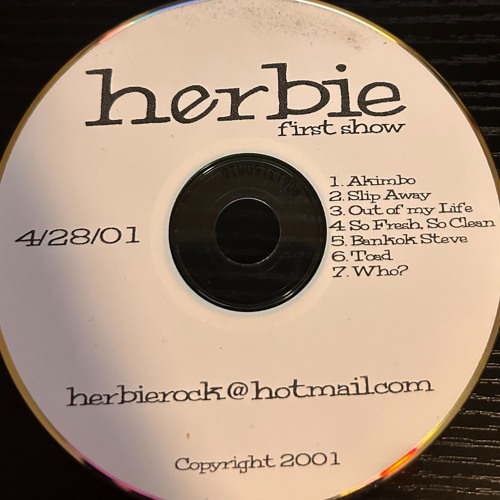 herbie
first show
4/28/01
1. Akimbo
2. Slip Away
3. Out of my Life
4. So Fresh, So Clean
5. Bankok Steve
6. Toad
7. Who?
herbierock@hotmail.com
Copyright 2001